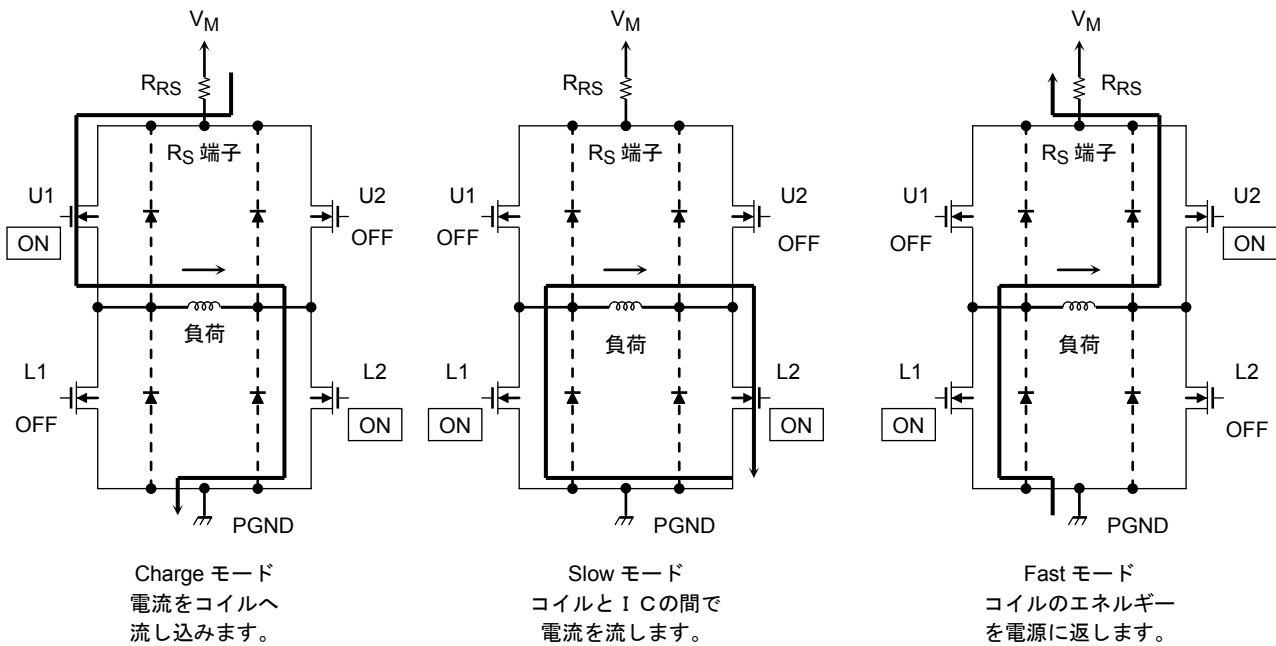 VM
RRS
RS 端子
U1
ON
U2
OFF
負荷
L1
OFF
L2
ON
PGND
Charge モード
電流をコイルへ
流し込みます。
VM
RRS
RS 端子
U1
OFF
U2
OFF
負荷
L1
ON
L2
ON
PGND
Slow モード
コイルとＩＣの間で
電流を流します。
VM
RRS
RS 端子
U1
OFF
U2
ON
負荷
L1
ON
L2
OFF
PGND
Fast モード
コイルのエネルギー
を電源に返します。